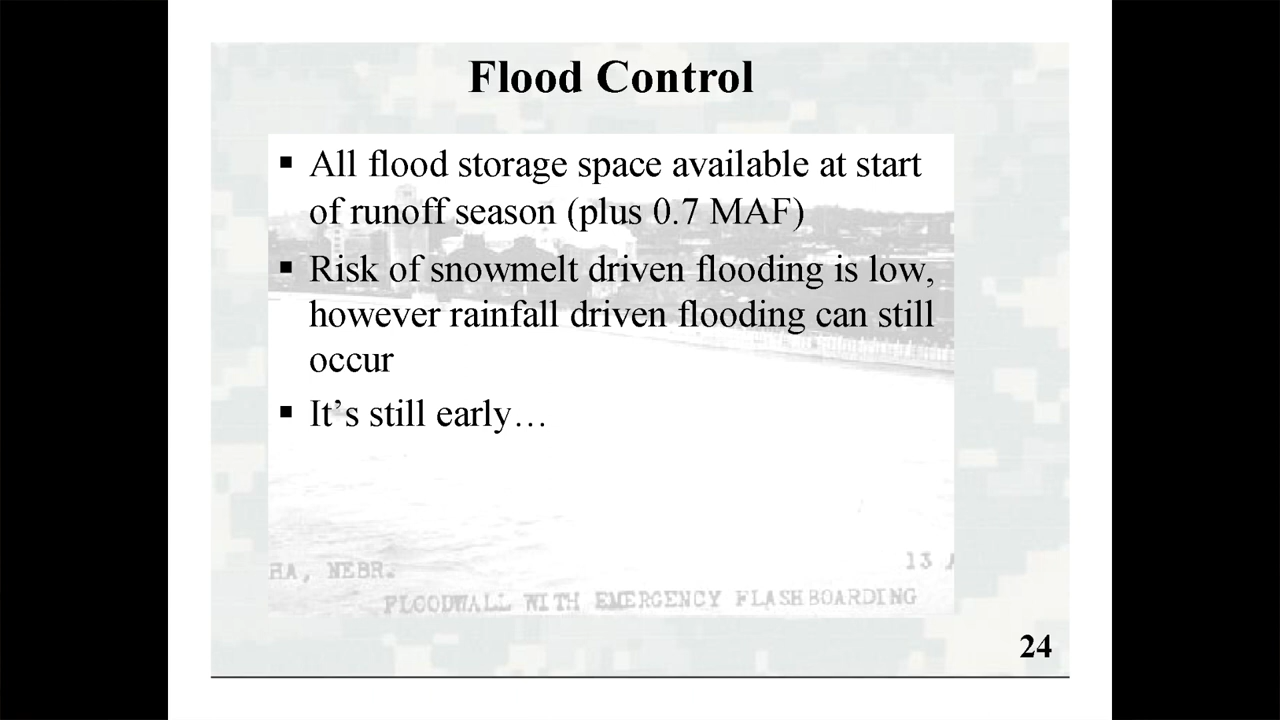 Flood Control
▪ All flood storage space available at start
of runoff season (plus 0.7 MAF)
▪ Risk of snowmelt driven flooding is low,
however rainfall driven flooding can still
occur
▪ It’s still early…
HA, NEBR.
13 A
FLOODWALL WITH EMERGENCY FLASHBOARDING
24